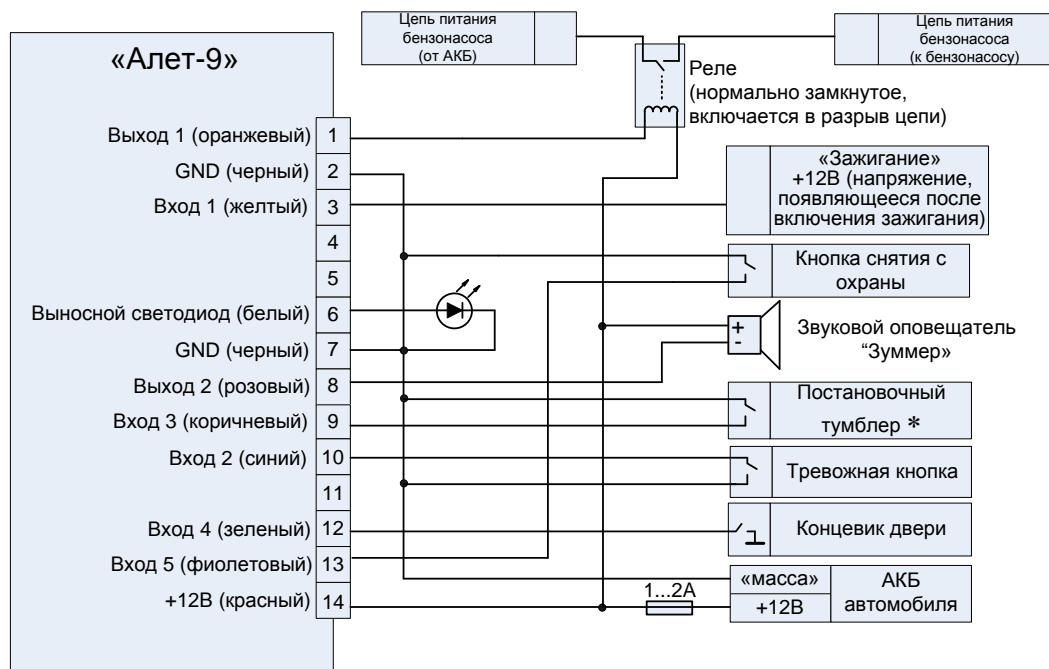 Цепь питания
бензонасоса
(от АКБ)
Цепь питания
бензонасоса
(к бензонасосу)
«Алет-9»
Реле
(нормально замкнутое,
включается в разрыв цепи)
Выход 1 (оранжевый) 1
GND (черный) 2
Вход 1 (желтый) 3
4
5
Выносной светодиод (белый) 6
GND (черный) 7
Выход 2 (розовый) 8
Вход 3 (коричневый) 9
Вход 2 (синий) 10
11
Вход 4 (зеленый) 12
Вход 5 (фиолетовый) 13
+12В (красный) 14
«Зажигание»
+12В (напряжение,
появляющееся после
включения зажигания)
Кнопка снятия с
охраны
+
-
Звуковой оповещатель
“Зуммер»
Постановочный
тумблер *
Тревожная кнопка
Концевик двери
1...2А
«масса»
+12В
АКБ
автомобиля